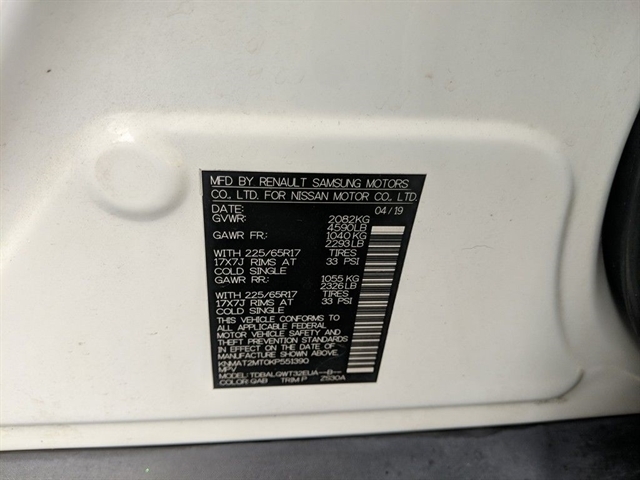 MFD BY RENAULT SAMSUNG MOTORS
CO., LTD. FOR NISSAN MOTOR CO., LTD.
DATE: 04/19
GVWR: 2082KG
4590LB
GAWR FR: 1040 KG
2293LB
WITH 225/65R17 TIRES
17X7J RIMS AT 33 PSI
COLD SINGLE
GAWR RR: 1055 KG
2326 LB
WITH 225/65R17 TIRES
17X7J RIMS AT 33 PSI
COLD SINGLE
THIS VEHICLE CONFORMS TO
ALL APPLICABLE FEDERAL
MOTOR VEHICLE SAFETY AND
THEFT PREVENTION STANDARDS
IN EFFECT ON THE DATE OF
MANUFACTURE SHOWN ABOVE.
KNMAT2MT0KP551390
MPV
MODEL: TDBALGWT32EUA--B--
COLOR: QAB TRIM: P Z530A